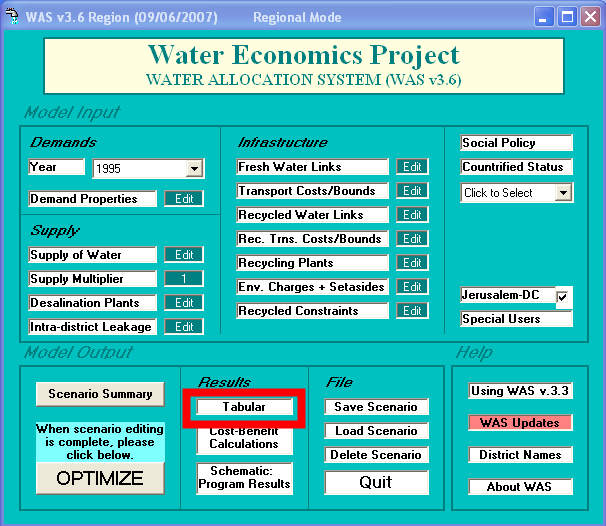 WAS v3.6 Region (09/06/2007) Regional Mode
Water Economics Project
WATER ALLOCATION SYSTEM (WAS v3.6)
Model Input
Demands
Year 1995
Demand Properties Edit
Supply
Supply of Water Edit
Supply Multiplier 1
Desalination Plants Edit
Intra-district Leakage Edit
Infrastructure
Fresh Water Links Edit
Transport Costs/Bounds Edit
Recycled Water Links Edit
Rec. Trns. Costs/Bounds Edit
Recycling Plants Edit
Env. Charges + Setasides Edit
Recycled Constraints Edit
Social Policy
Countrified Status
Click to Select
Jerusalem-DC
Special Users
Model Output
Scenario Summary
When scenario editing
is complete, please
click below.
OPTIMIZE
Results
Tabular
Cost-Benefit
Calculations
Schematic:
Program Results
File
Save Scenario
Load Scenario
Delete Scenario
Quit
Help
Using WAS v.3.3
WAS Updates
District Names
About WAS